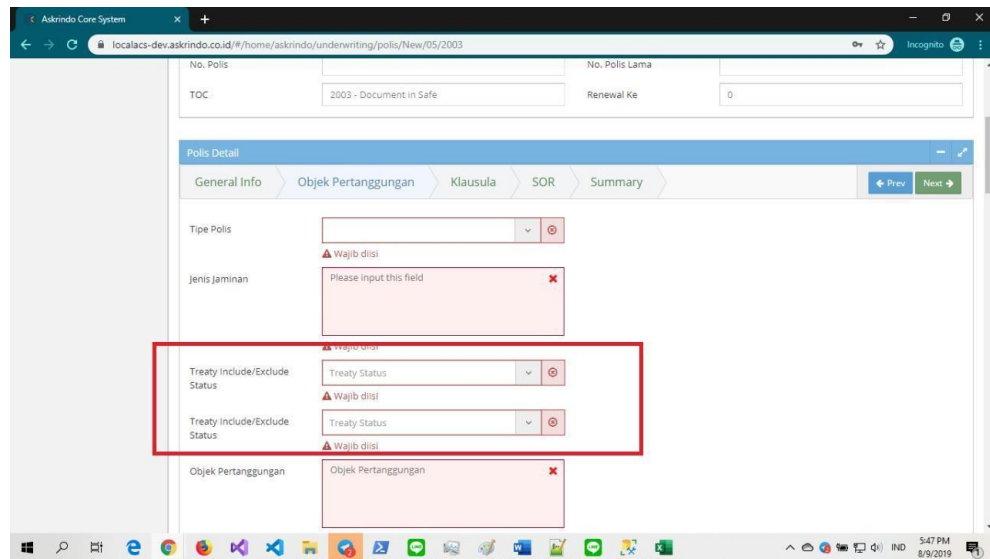 Askrindo Core System
localacs-dev.askrindo.co.id/#/home/askrindo/underwriting/polis/New/05/2003
Incognito
No. Polis
No. Polis Lama
TOC
2003 - Document in Safe
Renewal Ke
0
Polis Detail
General Info
Objek Pertanggungan
Klausula
SOR
Summary
Prev
Next
Tipe Polis
Wajib diisi
Jenis Jaminan
Please input this field
Wajib diisi
Treaty Include/Exclude
Status
Treaty Status
Wajib diisi
Treaty Include/Exclude
Status
Treaty Status
Wajib diisi
Objek Pertanggungan
Objek Pertanggungan
IND
5:47 PM
8/9/2019